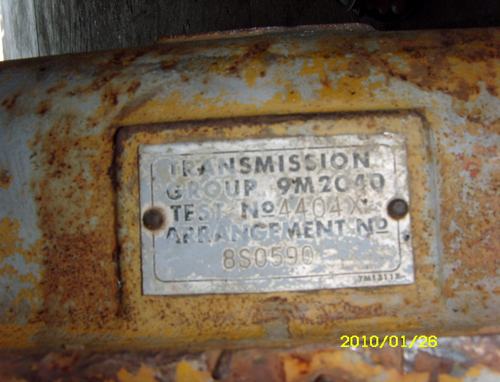 TRANSMISSION
GROUP 9M2040
TEST Nº 4404X
ARRANGEMENT Nº
8S0590
2010/01/26